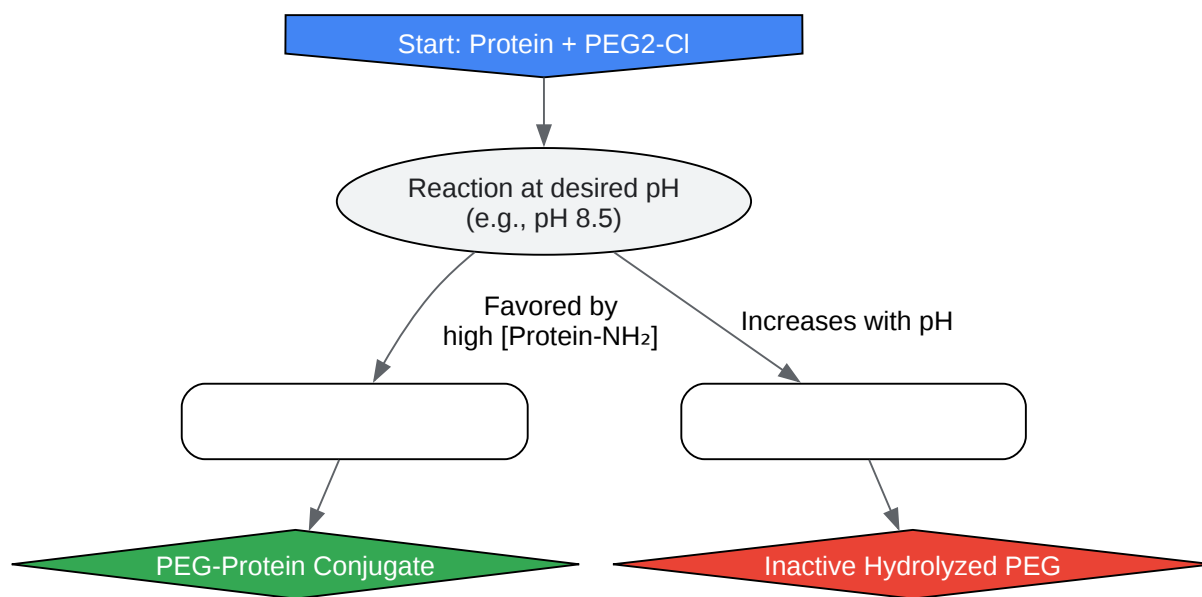 Start: Protein + PEG2-Cl
Reaction at desired pH
(e.g., pH 8.5)
Favored by
high [Protein-NH₂]
Increases with pH
PEG-Protein Conjugate
Inactive Hydrolyzed PEG